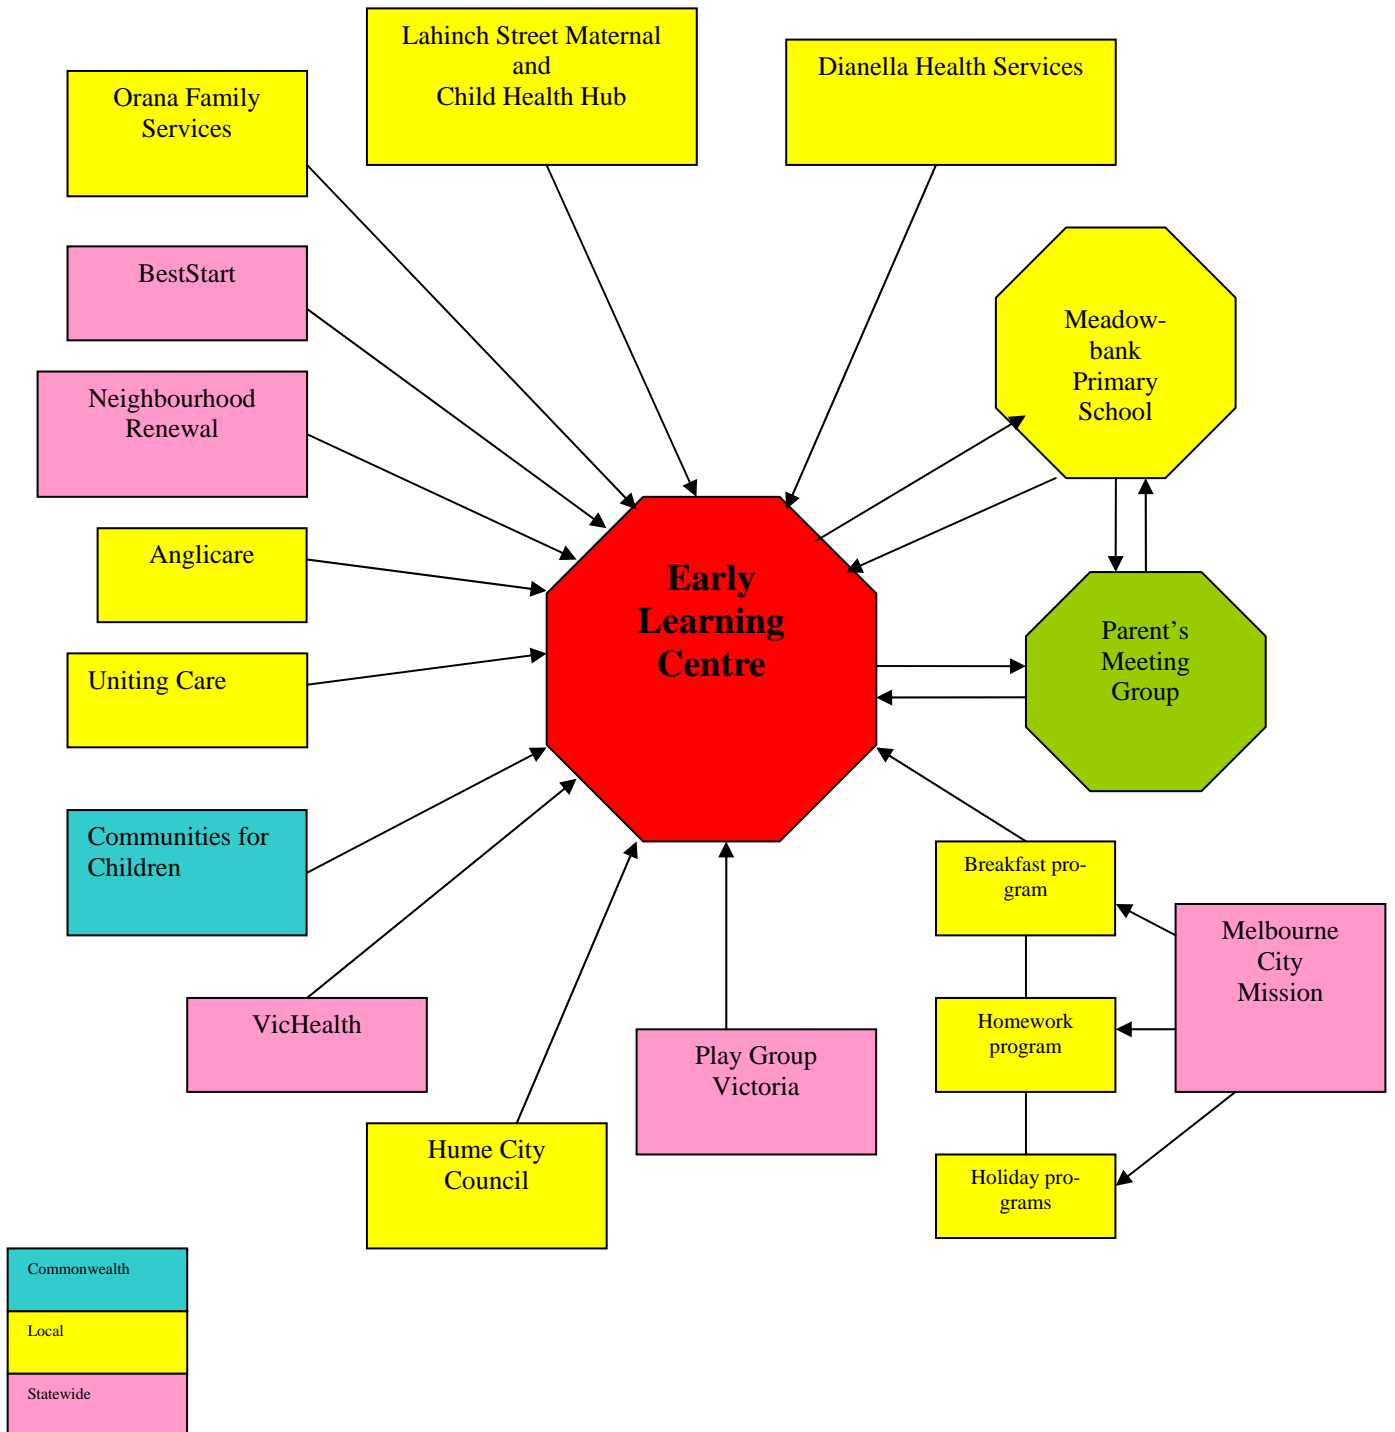 Lahinch Street Maternal
and
Child Health Hub
Dianella Health Services
Orana Family
Services
BestStart
Neighbourhood
Renewal
Meadow-
bank
Primary
School
Anglicare
Early
Learning
Centre
Parent’s
Meeting
Group
Uniting Care
Communities for
Children
Breakfast pro-
gram
Melbourne
City
Mission
VicHealth
Homework
program
Play Group
Victoria
Hume City
Council
Holiday pro-
grams
Commonwealth
Local
Statewide